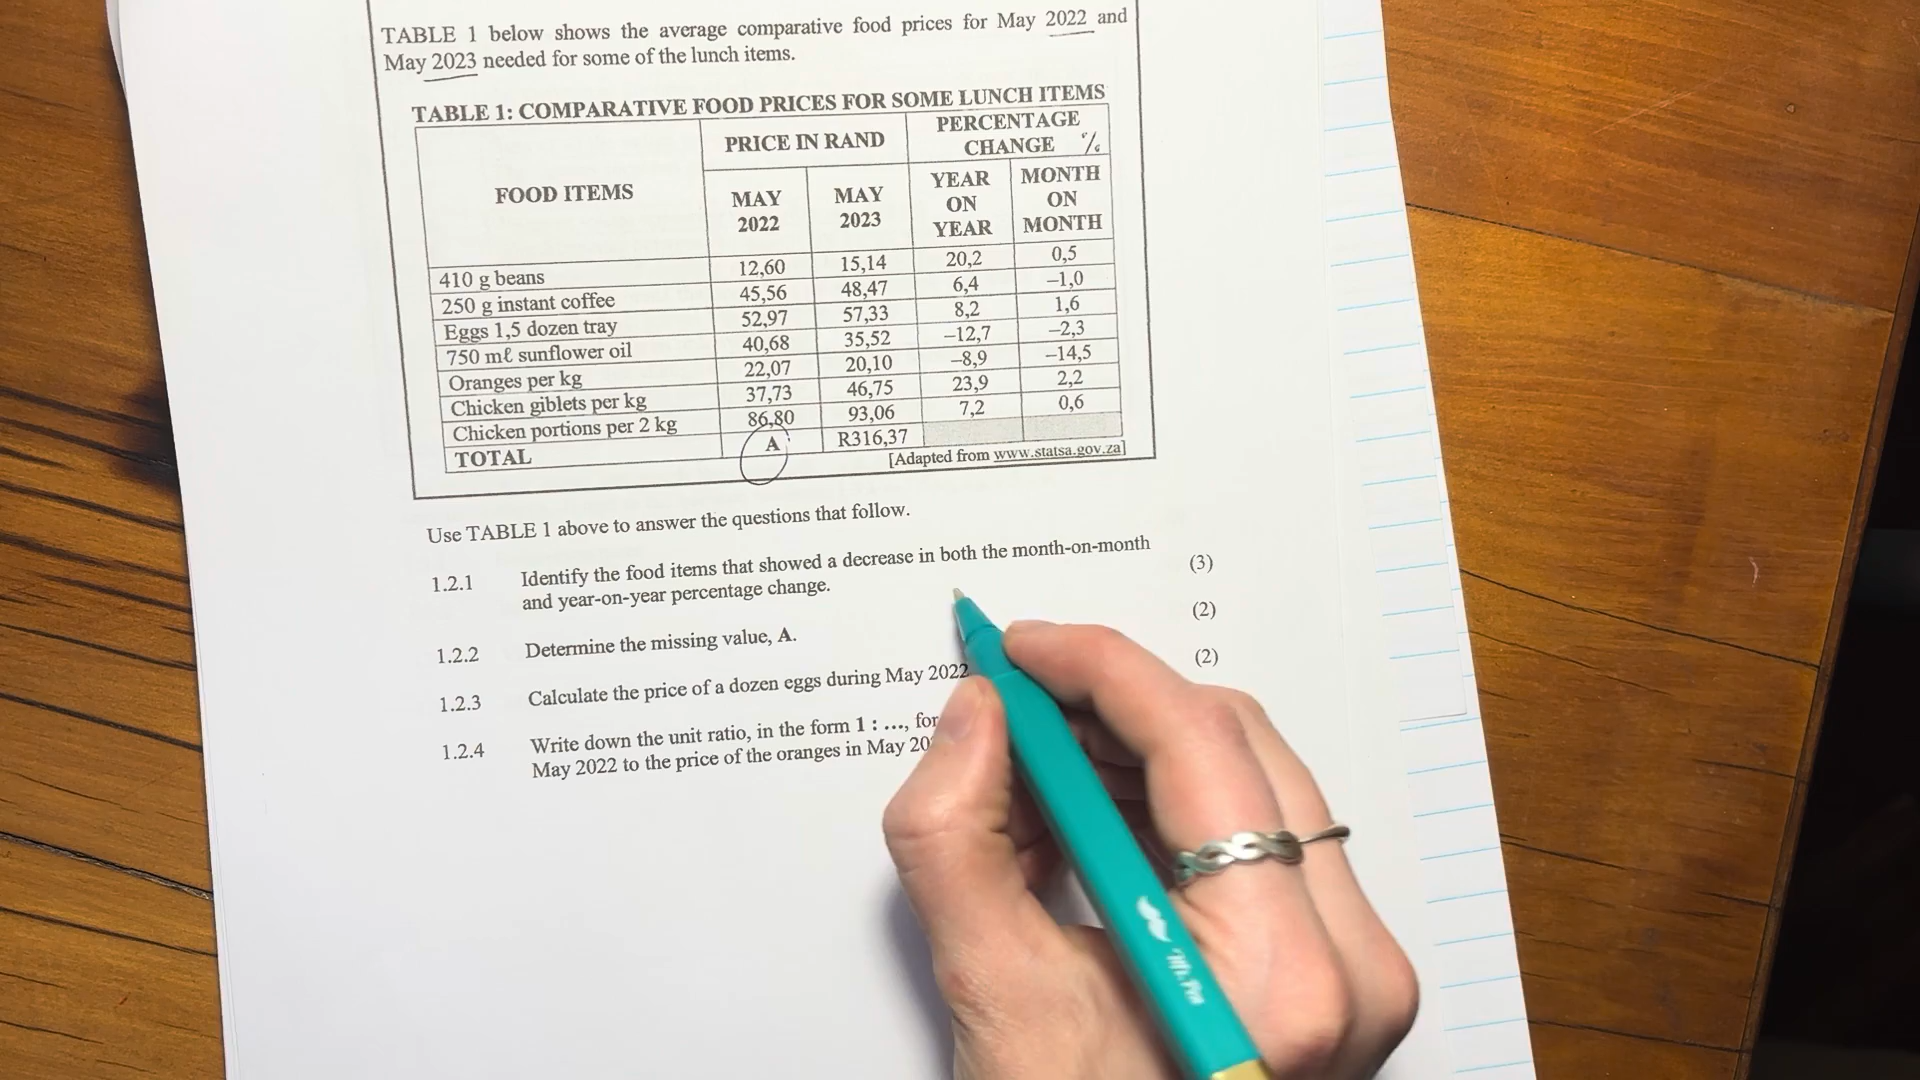 TABLE 1 below shows the average comparative food prices for May 2022 and
May 2023 needed for some of the lunch items.
TABLE 1: COMPARATIVE FOOD PRICES FOR SOME LUNCH ITEMS
FOOD ITEMS PRICE IN RAND PERCENTAGE CHANGE %
MAY 2022 MAY 2023 YEAR ON YEAR MONTH ON MONTH
410 g beans 12,60 15,14 20,2 0,5
250 g instant coffee 45,56 48,47 6,4 –1,0
Eggs 1,5 dozen tray 52,97 57,33 8,2 1,6
750 mℓ sunflower oil 40,68 35,52 –12,7 –2,3
Oranges per kg 22,07 20,10 –8,9 –14,5
Chicken giblets per kg 37,73 46,75 23,9 2,2
Chicken portions per 2 kg 86,80 93,06 7,2 0,6
TOTAL A R316,37
[Adapted from www.statsa.gov.za]
Use TABLE 1 above to answer the questions that follow.
1.2.1 Identify the food items that showed a decrease in both the month-on-month
and year-on-year percentage change. (3)
1.2.2 Determine the missing value, A. (2)
1.2.3 Calculate the price of a dozen eggs during May 2022 (2)
1.2.4 Write down the unit ratio, in the form 1 : ..., for
May 2022 to the price of the oranges in May 20